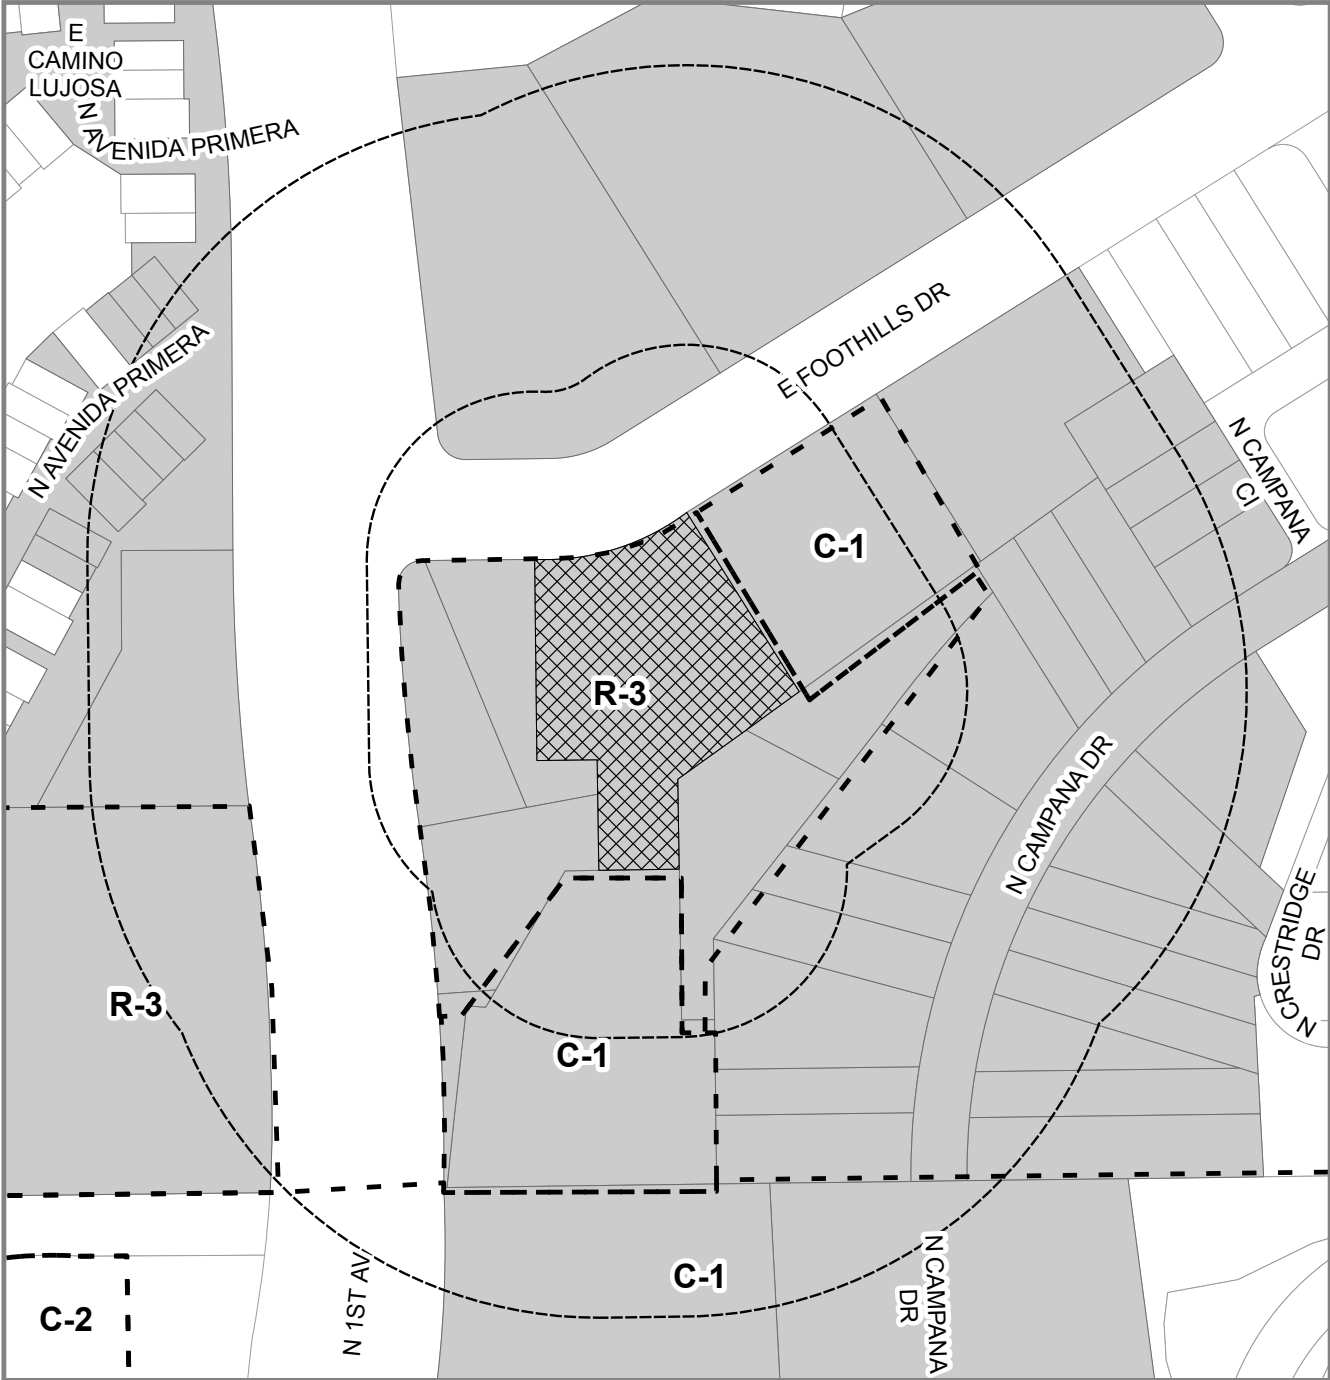 E
CAMINO
LUJOSA
N AVENIDA PRIMERA
N AVENIDA PRIMERA
E FOOTHILLS DR
N CAMPANA
CI
C-1
R-3
N CAMPANA DR
N CRESTRIDGE
DR
R-3
C-1
N 1ST AV
C-1
N CAMPANA
DR
C-2